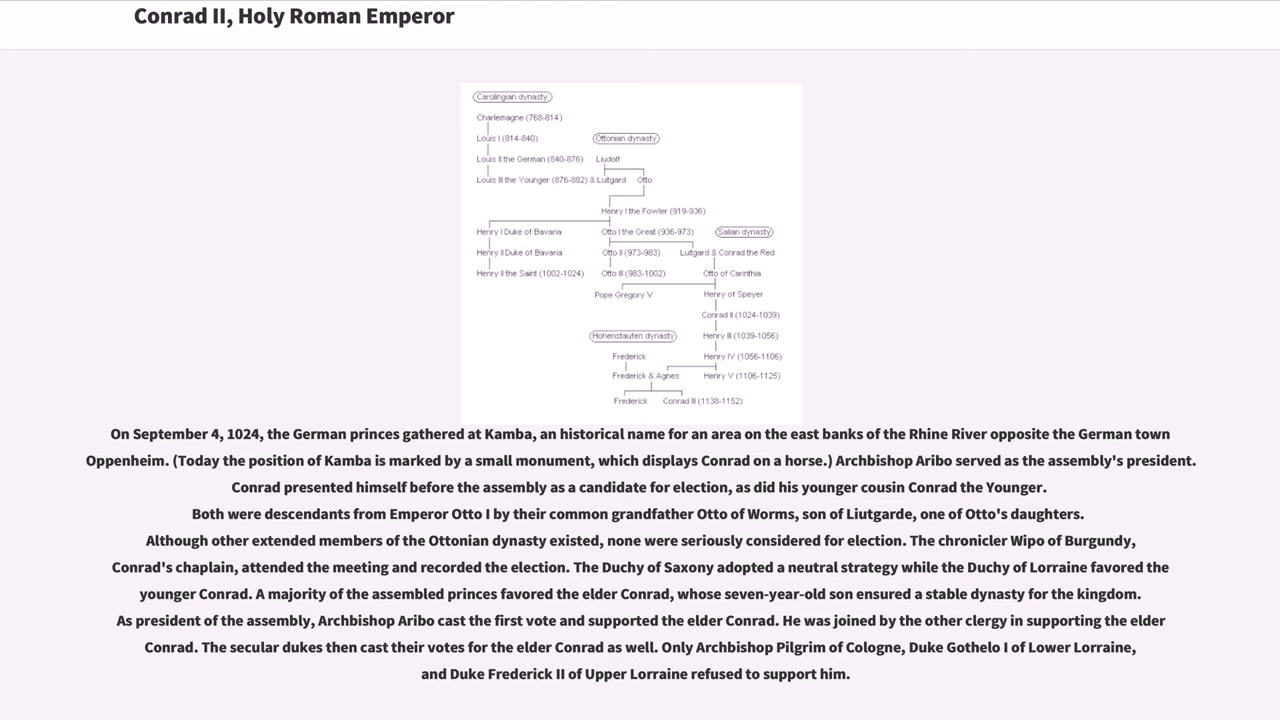 Conrad II, Holy Roman Emperor
Carolingian dynasty
Charlemagne (768-814)
Louis I (814-840)
Ottonian dynasty
Louis II the German (840-876)
Liudolf
Louis III the Younger (876-882) & Lutgard
Otto
Henry I the Fowler (919-936)
Henry I Duke of Bavaria
Otto I the Great (936-973)
Salian dynasty
Henry II Duke of Bavaria
Otto II (973-983)
Lutgard & Conrad the Red
Henry II the Saint (1002-1024)
Otto III (983-1002)
Otto of Carinthia
Pope Gregory V
Henry of Speyer
Conrad II (1024-1039)
Hohenstaufen dynasty
Henry III (1039-1056)
Frederick
Henry IV (1056-1106)
Frederick & Agnes
Henry V (1106-1125)
Frederick
Conrad III (1138-1152)
On September 4, 1024, the German princes gathered at Kamba, an historical name for an area on the east banks of the Rhine River opposite the German town
Oppenheim. (Today the position of Kamba is marked by a small monument, which displays Conrad on a horse.) Archbishop Aribo served as the assembly's president.
Conrad presented himself before the assembly as a candidate for election, as did his younger cousin Conrad the Younger.
Both were descendants from Emperor Otto I by their common grandfather Otto of Worms, son of Liutgarde, one of Otto's daughters.
Although other extended members of the Ottonian dynasty existed, none were seriously considered for election. The chronicler Wipo of Burgundy,
Conrad's chaplain, attended the meeting and recorded the election. The Duchy of Saxony adopted a neutral strategy while the Duchy of Lorraine favored the
younger Conrad. A majority of the assembled princes favored the elder Conrad, whose seven-year-old son ensured a stable dynasty for the kingdom.
As president of the assembly, Archbishop Aribo cast the first vote and supported the elder Conrad. He was joined by the other clergy in supporting the elder
Conrad. The secular dukes then cast their votes for the elder Conrad as well. Only Archbishop Pilgrim of Cologne, Duke Gothelo I of Lower Lorraine,
and Duke Frederick II of Upper Lorraine refused to support him.